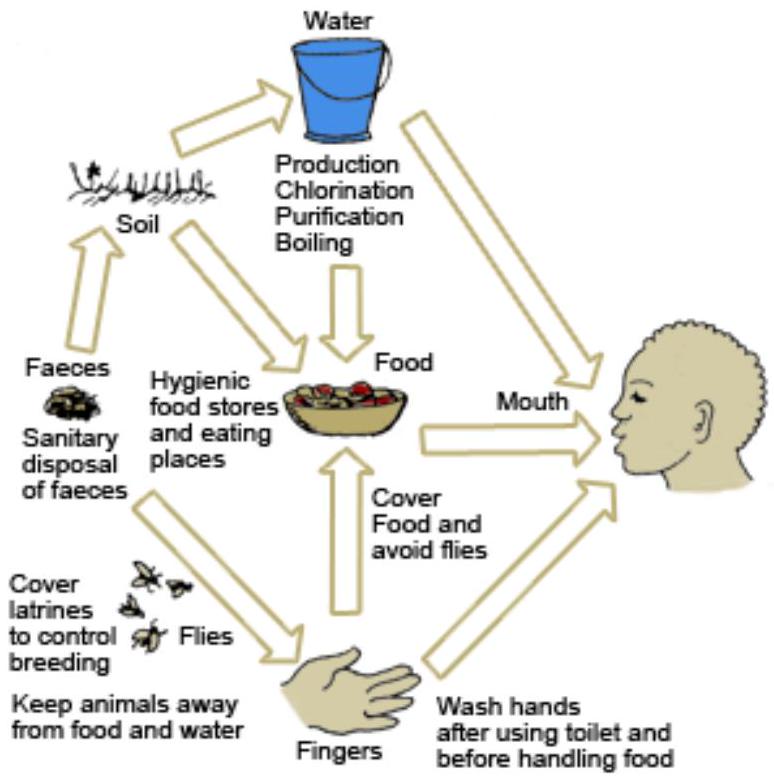 Water
Production
Chlorination
Purification
Boiling
Soil
Faeces
Sanitary
disposal
of faeces
Hygienic
food stores
and eating
places
Food
Mouth
Cover
Food and
avoid flies
Cover
latrines
to control
breeding
Flies
Keep animals away
from food and water
Fingers
Wash hands
after using toilet and
before handling food